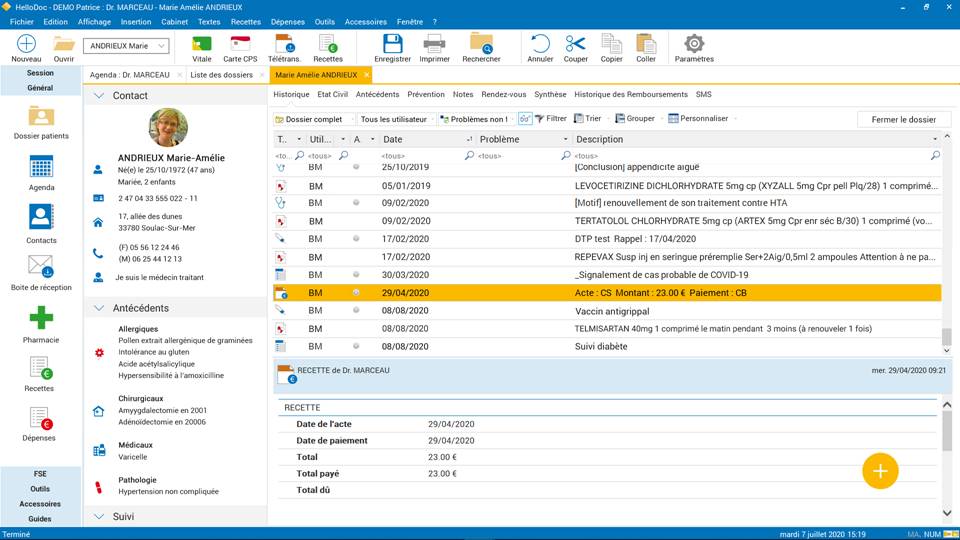 HelloDoc - DEMO Patrice : Dr. MARCEAU - Marie Amélie ANDRIEUX
Fichier Edition Affichage Insertion Cabinet Textes Recettes Dépenses Outils Accessoires Fenêtre ?
ANDRIEUX Marie
Nouveau Ouvrir Vitale Carte CPS Télétrans. Recettes Enregistrer Imprimer Rechercher Annuler Couper Copier Coller Paramètres
Session
Général
Dossier patients
Agenda
Contacts
Boite de réception
Pharmacie
Recettes
Dépenses
FSE
Outils
Accessoires
Guides
Agenda : Dr. MARCEAU Liste des dossiers Marie Amélie ANDRIEUX
Contact
ANDRIEUX Marie-Amélie
Né(e) le 25/10/1972 (47 ans)
Mariée, 2 enfants
2 47 04 33 555 022 - 11
17, allée des dunes
33780 Soulac-Sur-Mer
(F) 05 56 12 24 46
(M) 06 25 44 12 13
Je suis le médecin traitant
Antécédents
Allergiques
Pollen extrait allergénique de graminées
Intolérance au gluten
Acide acétylsalicylique
Hypersensibilité à l'amoxicilline
Chirurgicaux
Amyygdalectomie en 2001
Adénoïdectomie en 20006
Médicaux
Varicelle
Pathologie
Hypertension non compliquée
Suivi
Historique Etat Civil Antécédents Prévention Notes Rendez-vous Synthèse Historique des Remboursements SMS
Dossier complet Tous les utilisateur Problèmes non ! Filtrer Trier Grouper Personnaliser Fermer le dossier
T.. Util... A Date Problème Description
<to... <tous> <tous> <tous> <tous>
BM 25/10/2019 [Conclusion] appendicite aiguë
BM 05/01/2019 LEVOCETIRIZINE DICHLORHYDRATE 5mg cp (XYZALL 5mg Cpr pell Plq/28) 1 comprimé...
BM 09/02/2020 [Motif] renouvellement de son traitement contre HTA
BM 09/02/2020 TERTATOLOL CHLORHYDRATE 5mg cp (ARTEX 5mg Cpr enr séc B/30) 1 comprimé (vo...
BM 17/02/2020 DTP test Rappel : 17/04/2020
BM 17/02/2020 REPEVAX Susp inj en seringue préremplie Ser+2Aig/0,5ml 2 ampoules Attention à ne pa...
BM 30/03/2020 _Signalement de cas probable de COVID-19
BM 29/04/2020 Acte : CS Montant : 23.00 € Paiement : CB
BM 08/08/2020 Vaccin antigrippal
BM 08/08/2020 TELMISARTAN 40mg 1 comprimé le matin pendant 3 moins (à renouveler 1 fois)
BM 08/08/2020 Suivi diabète
RECETTE de Dr. MARCEAU mer. 29/04/2020 09:21
RECETTE
Date de l'acte 29/04/2020
Date de paiement 29/04/2020
Total 23.00 €
Total payé 23.00 €
Total dû
Terminé mardi 7 juillet 2020 15:19 MA. NUM